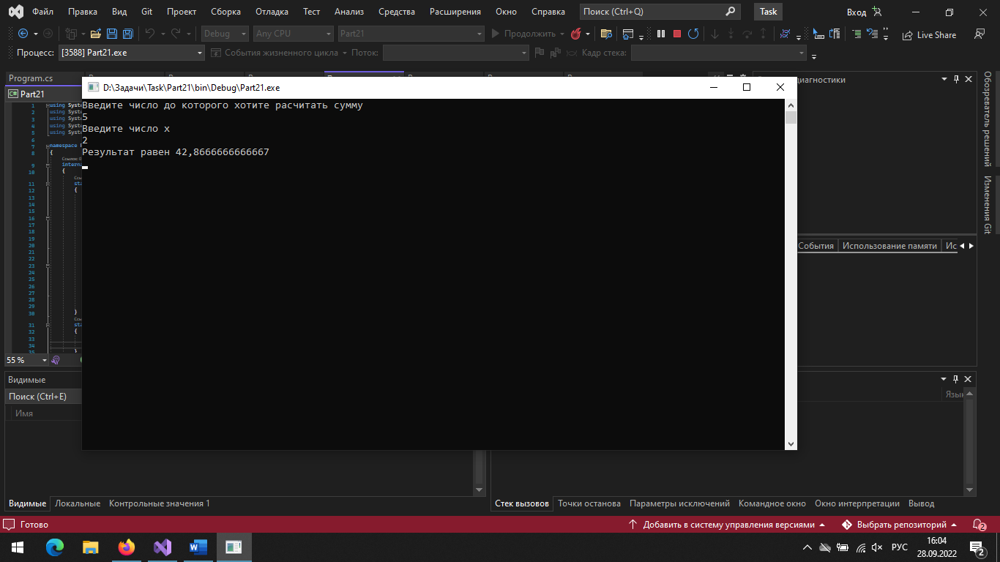 Файл Правка Вид Git Проект Сборка Отладка Тест Анализ Средства Расширения Окно Справка Поиск (Ctrl+Q) Task Вход
Debug Any CPU Part21 Продолжить Live Share
Процесс: [3588] Part21.exe События жизненного цикла Поток: Кадр стека:
Program.cs
диагностики
Part21
D:\Задачи\Task\Part21\bin\Debug\Part21.exe
Введите число до которого хотите расчитать сумму
5
Введите число x
2
Результат равен 42,8666666666667
1 using Syste
2 using Syste
3 using Syste
4 using Syste
5 using Syste
6
7 namespace
8 {
9 interna
10 {
11 sta
12 {
13
14
15
16
17
18
19
20
21
22
23
24
25
26
27
28
29
30 }
31 sta
32 {
33
34
35 }
55 %
Обозреватель решений
Изменения Git
События Использование памяти Ис
Видимые
Поиск (Ctrl+E)
Имя
Язык
Видимые Локальные Контрольные значения 1
Стек вызовов Точки останова Параметры исключений Командное окно Окно интерпретации Вывод
Готово
Добавить в систему управления версиями Выбрать репозиторий 2
РУС
16:04
28.09.2022
2